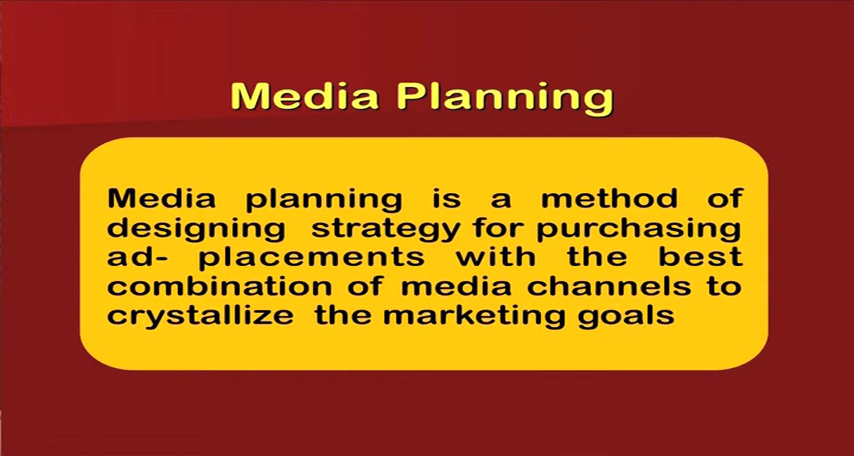 Media Planning
Media planning is a method of
designing strategy for purchasing
ad- placements with the best
combination of media channels to
crystallize the marketing goals